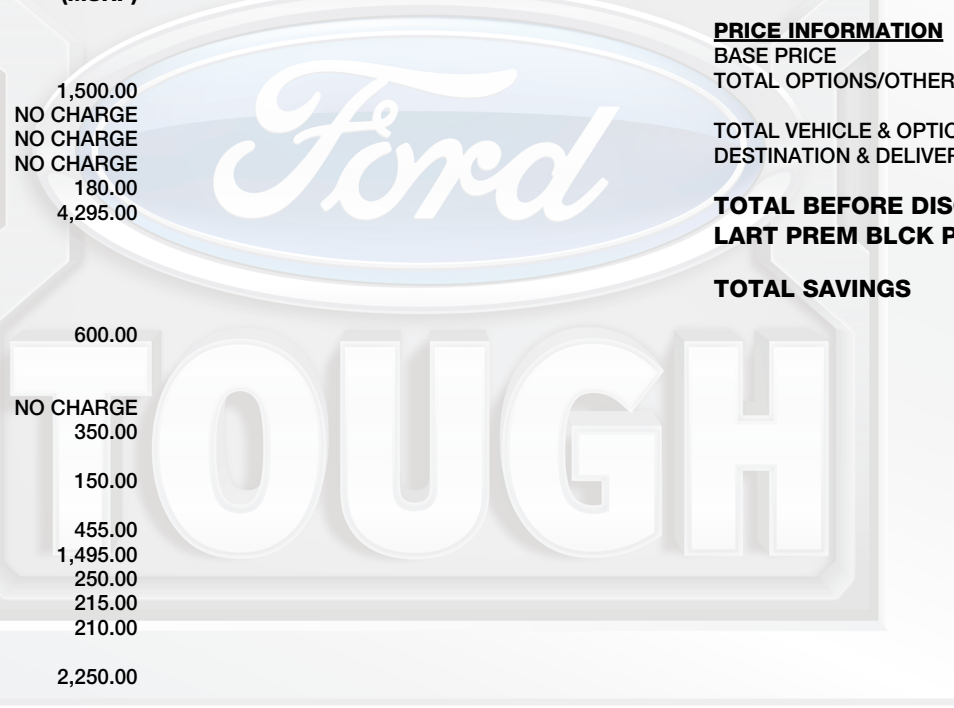 1,500.00
NO CHARGE
NO CHARGE
NO CHARGE
180.00
4,295.00
600.00
NO CHARGE
350.00
150.00
455.00
1,495.00
250.00
215.00
210.00
2,250.00
PRICE INFORMATION
BASE PRICE
TOTAL OPTIONS/OTHER
TOTAL VEHICLE & OPTIO
DESTINATION & DELIVER
TOTAL BEFORE DIS
LART PREM BLCK P
TOTAL SAVINGS
Ford
TOUGH